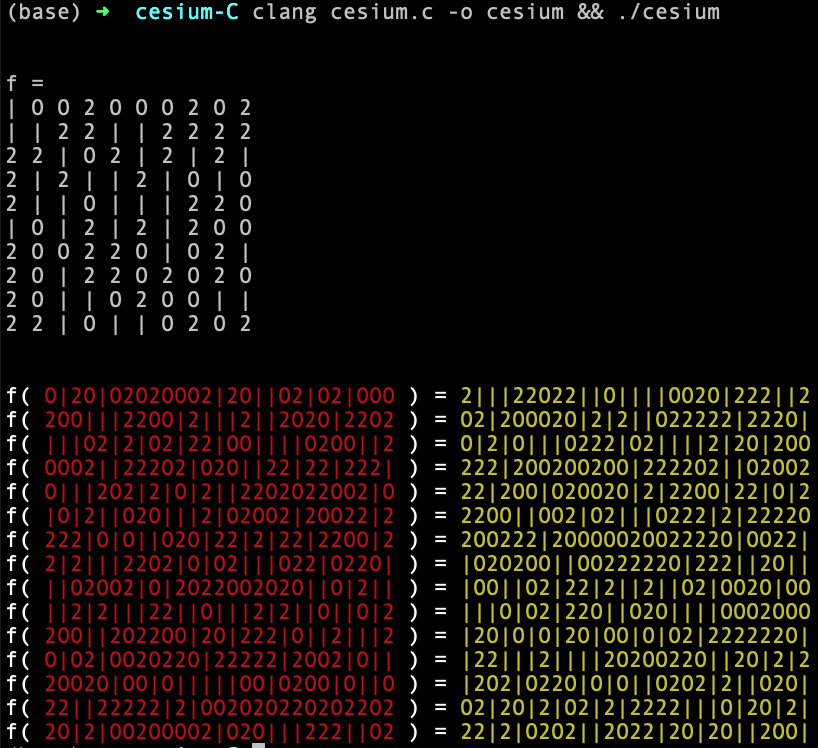 (base) ➜  cesium-C clang cesium.c -o cesium && ./cesium
f =
| 0 0 2 0 0 0 2 0 2
| | 2 2 | | 2 2 2 2
2 2 | 0 2 | 2 | 2 |
2 | 2 | | 2 | 0 | 0
2 | | 0 | | | 2 2 0
| 0 | 2 | 2 | 2 0 0
2 0 0 2 2 0 | 0 2 |
2 0 | 2 2 0 2 0 2 0
2 0 | | 0 2 0 0 | |
2 2 | 0 | | 0 2 0 2
f( 0|20|02020002|20||02|02|000 ) = 2|||22022||0||||0020|222||2
f( 200|||2200|2|||2||2020|2202 ) = 02|200020|2|2||022222|2220|
f( |||02|2|02|22|00||||0200||2 ) = 0|2|0|||0222|02||||2|20|200
f( 0002||22202|020||22|22|222| ) = 222|200200200|222202||02002
f( 0|||202|2|0|2||2202022002|0 ) = 22|200|020020|2|2200|22|0|2
f( |0|2||020|||2|02002|20022|2 ) = 2200||002|02|||0222|2|22220
f( 222|0|0||020|22|2|22|2200|2 ) = 200222|20000020022220|0022|
f( 2|2|||2202|0|02|||022|0220| ) = |020200||00222220|222||20||
f( ||02002|0|2022002020||0|2|| ) = |00||02|22|2||2||02|0020|00
f( ||2|2|||22||0|||2|2||0||0|2 ) = |||0|02|220||020||||0002000
f( 200||202200|20|222|0||2|||2 ) = |20|0|0|20|00|0|02|2222220|
f( 0|02|0020220|22222|2002|0|| ) = |22|||2||||20200220||20|2|2
f( 20020|00|0|||||00|0200|0||0 ) = |202|0220|0|0||0202|2||020|
f( 22||22222|2|002020220202202 ) = 02|20|2|02|2|2222|||0|20|2|
f( 20|2|00200002|020|||222||02 ) = 22|2|0202||2022|20|20||200|